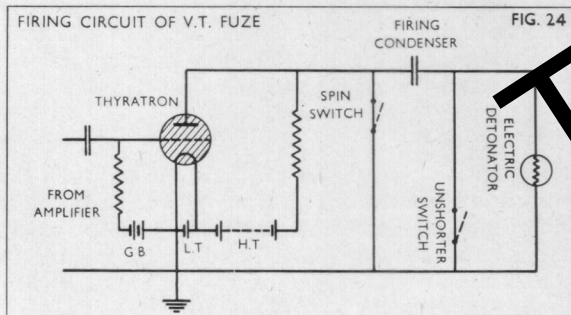 FIRING CIRCUIT OF V.T. FUZE
FIG. 24
FIRING
CONDENSER
THYRATRON
SPIN
SWITCH
ELECTRIC
DETONATOR
UNSHORTER
SWITCH
FROM
AMPLIFIER
G B
L.T.
H.T.